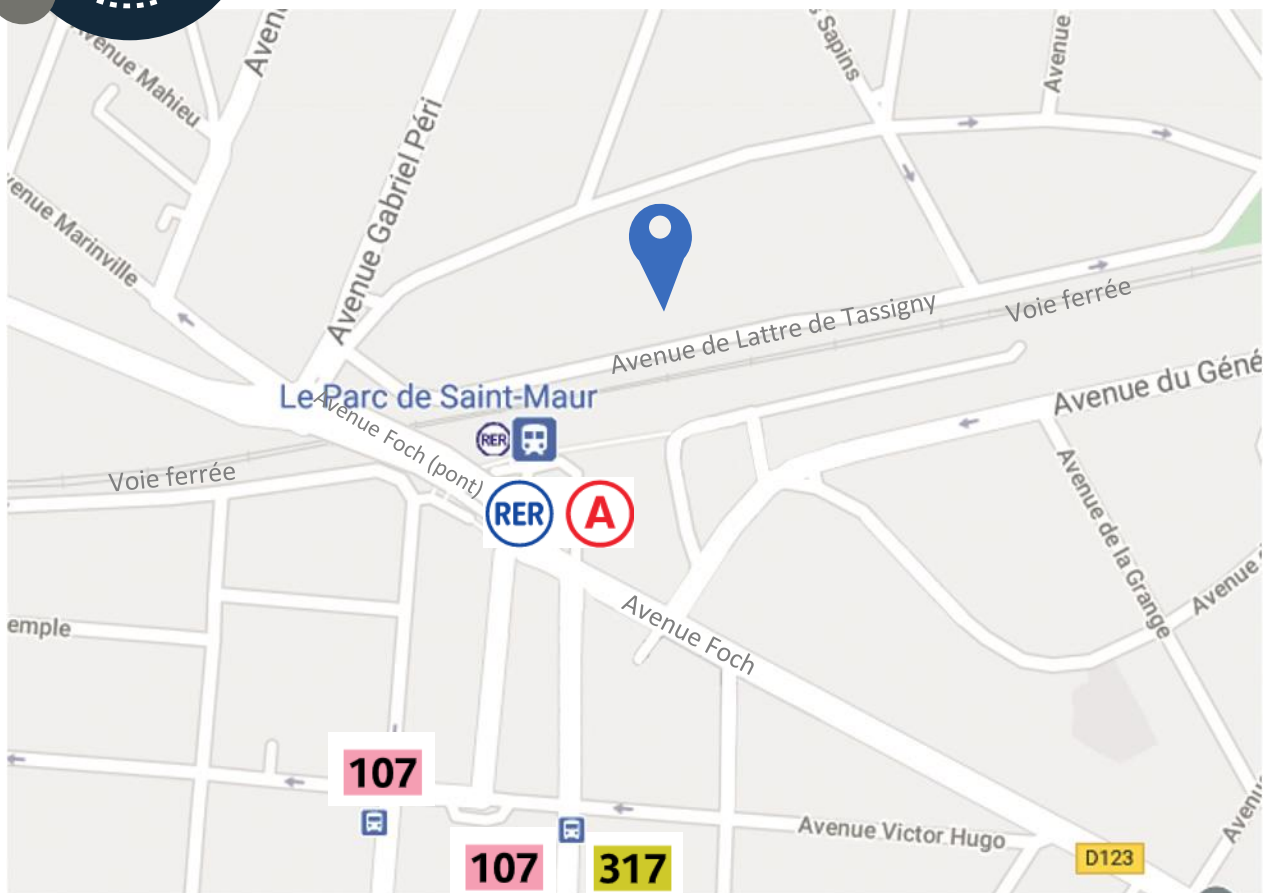 Aven
s Sapins
Avenue
Avenue Mahieu
Avenue Gabriel Péri
venue Marinville
Voie ferrée
Avenue de Lattre de Tassigny
Avenue du Géné
Le Parc de Saint-Maur
Avenue Foch (pont)
RER
Voie ferrée
RER A
Avenue de la Grange
Avenue
Avenue Foch
emple
107
Avenue
Avenue Victor Hugo
D123
107 317